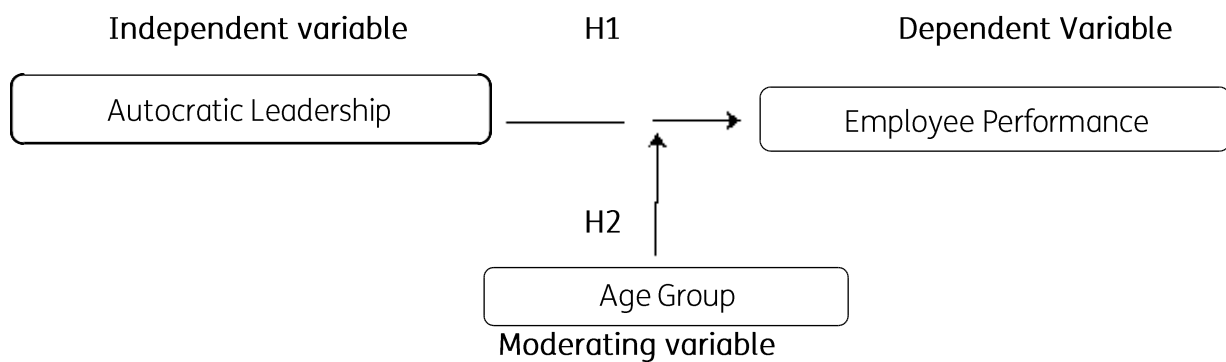 Independent variable
H1
Dependent Variable
Autocratic Leadership
Employee Performance
H2
Age Group
Moderating variable